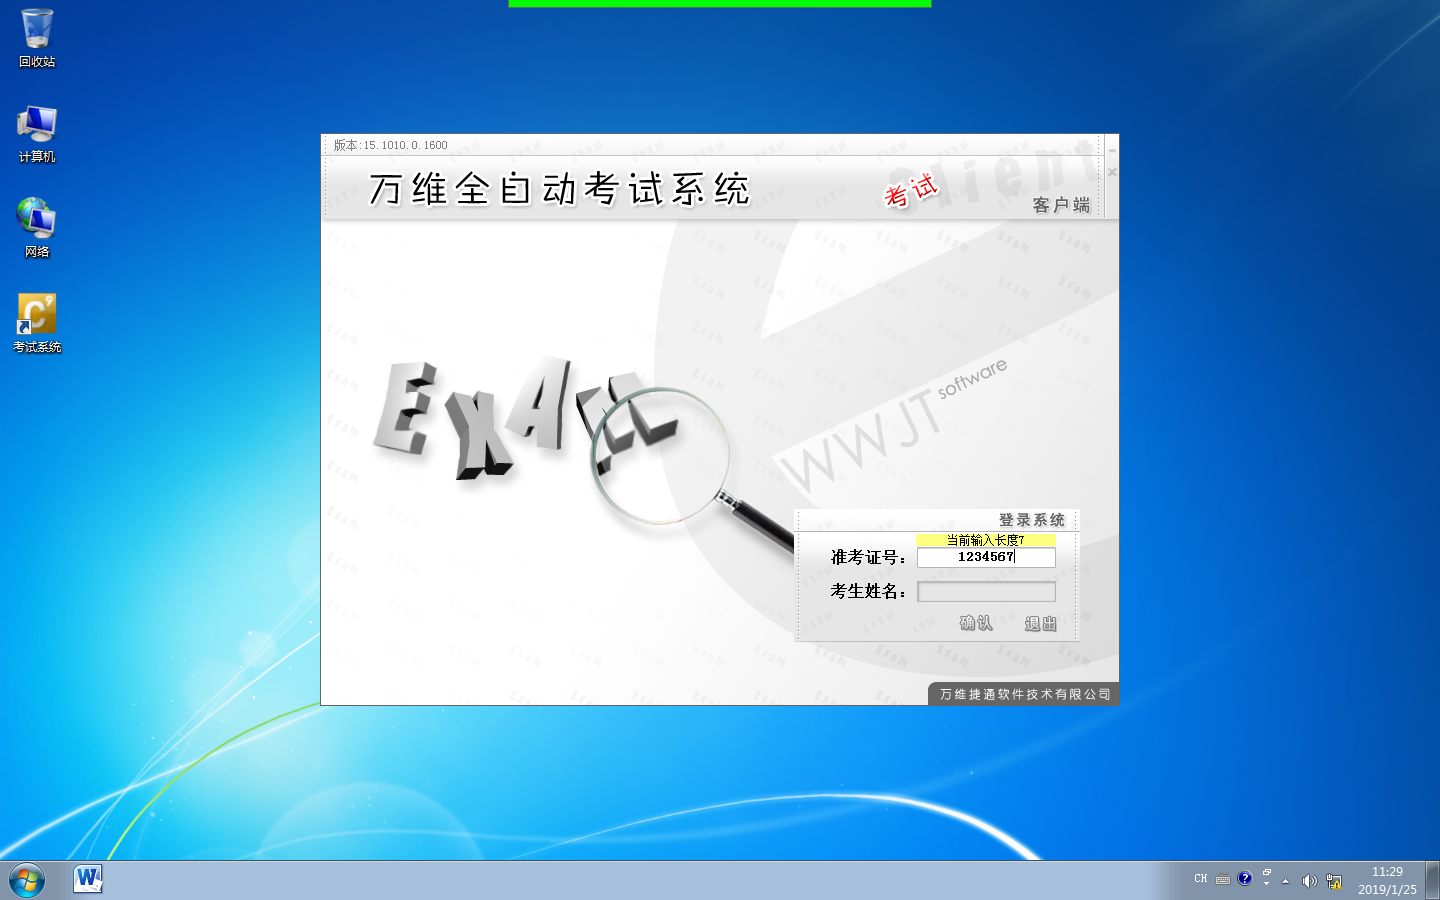 回收站
计算机
网络
考试系统
版本:15.1010.0.1600
万维全自动考试系统
考试
Client
客户端
EXAM
WWJT software
登录系统
当前输入长度7
准考证号：
1234567
考生姓名：
确认
退出
万维捷通软件技术有限公司
CH
11:29
2019/1/25